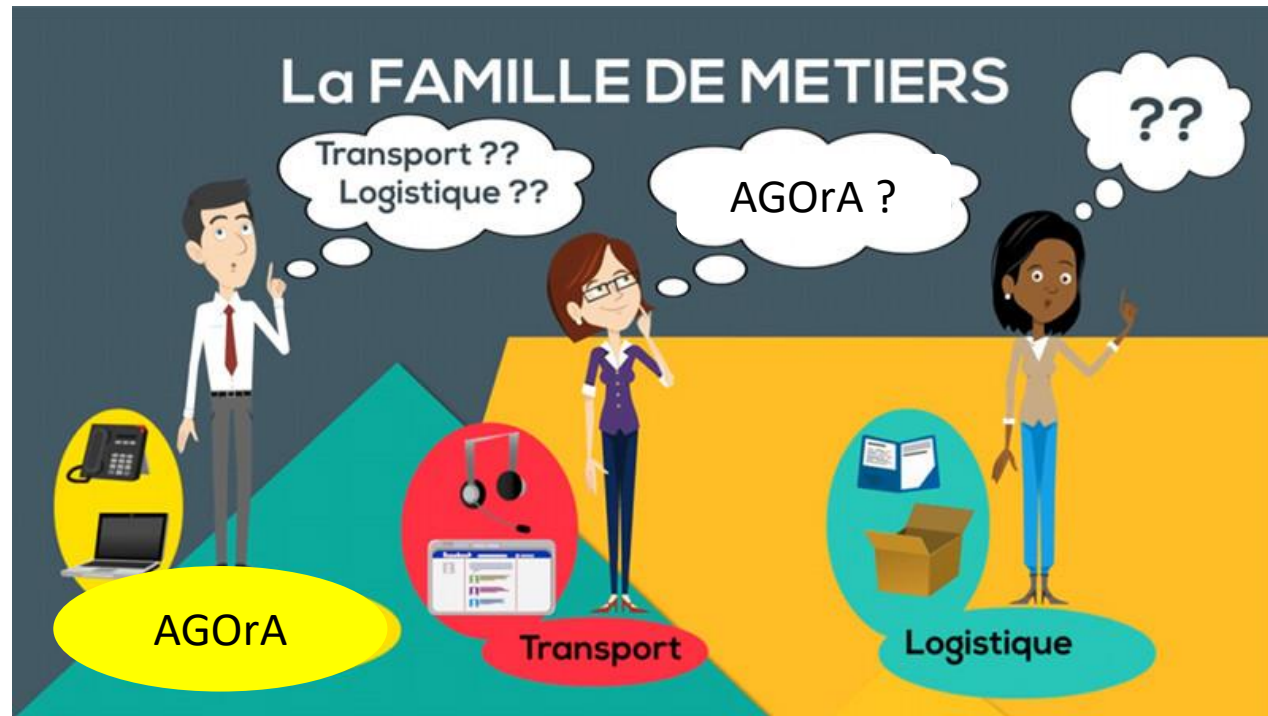 La FAMILLE DE METIERS
??
Transport ??
Logistique ??
AGOrA ?
AGOrA
Transport
Logistique